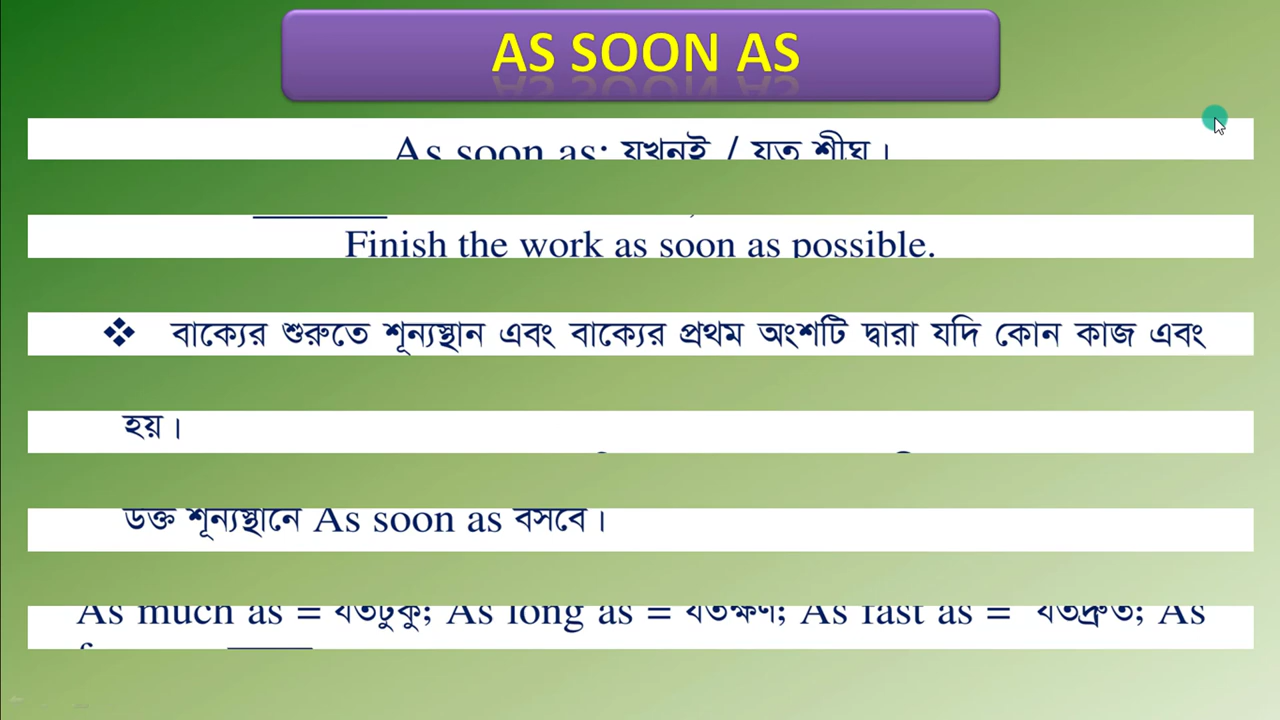 AS SOON AS
As soon as: যখনই / যত শীঘ্র।
Finish the work as soon as possible.
❖ বাক্যের শুরুতে শূন্যস্থান এবং বাক্যের প্রথম অংশটি দ্বারা যদি কোন কাজ এবং
হয়।
উক্ত শূন্যস্থানে As soon as বসবে।
As much as = যতটুকু; As long as = যতক্ষণ; As fast as = যতদ্রুত; As